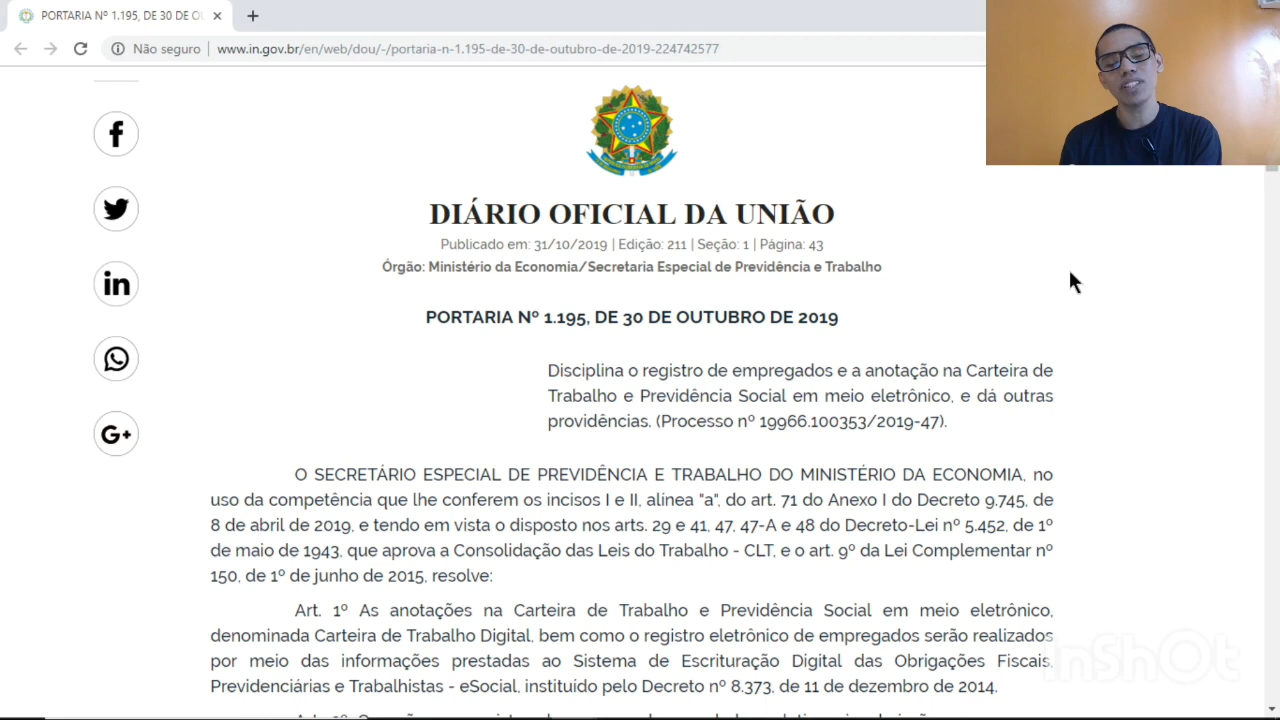 PORTARIA Nº 1.195, DE 30 DE OU
Não seguro | www.in.gov.br/en/web/dou/-/portaria-n-1.195-de-30-de-outubro-de-2019-224742577
DIÁRIO OFICIAL DA UNIÃO
Publicado em: 31/10/2019 | Edição: 211 | Seção: 1 | Página: 43
Órgão: Ministério da Economia/Secretaria Especial de Previdência e Trabalho
PORTARIA Nº 1.195, DE 30 DE OUTUBRO DE 2019
Disciplina o registro de empregados e a anotação na Carteira de
Trabalho e Previdência Social em meio eletrônico, e dá outras
providências. (Processo nº 19966.100353/2019-47).
O SECRETÁRIO ESPECIAL DE PREVIDÊNCIA E TRABALHO DO MINISTÉRIO DA ECONOMIA, no
uso da competência que lhe conferem os incisos I e II, alínea "a", do art. 71 do Anexo I do Decreto 9.745, de
8 de abril de 2019, e tendo em vista o disposto nos arts. 29 e 41, 47, 47-A e 48 do Decreto-Lei nº 5.452, de 1º
de maio de 1943, que aprova a Consolidação das Leis do Trabalho - CLT, e o art. 9º da Lei Complementar nº
150, de 1º de junho de 2015, resolve:
Art. 1º As anotações na Carteira de Trabalho e Previdência Social em meio eletrônico,
denominada Carteira de Trabalho Digital, bem como o registro eletrônico de empregados serão realizados
por meio das informações prestadas ao Sistema de Escrituração Digital das Obrigações Fiscais,
Previdenciárias e Trabalhistas - eSocial, instituído pelo Decreto nº 8.373, de 11 de dezembro de 2014.
InShOt